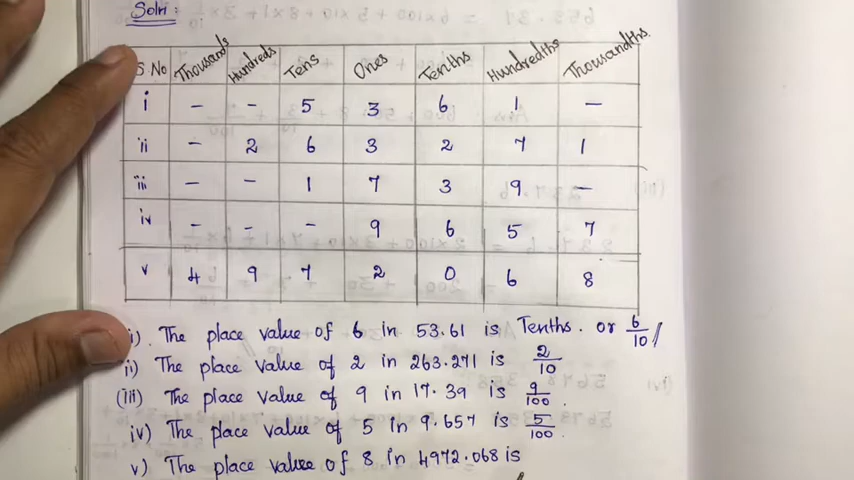 Soln:
S No Thousands Hundreds Tens Ones Tenths Hundredths Thousandths
i - - 5 3 6 1 -
ii - 2 6 3 2 7 1
iii - - 1 7 3 9 -
iv - - - 9 6 5 7
v 4 9 7 2 0 6 8
i). The place value of 6 in 53.61 is Tenths. or 6/10 //
ii) The place value of 2 in 263.271 is 2/10
(iii) The place value of 9 in 17.39 is 9/100.
iv) The place value of 5 in 9.657 is 5/100.
v) The place value of 8 in 4972.068 is